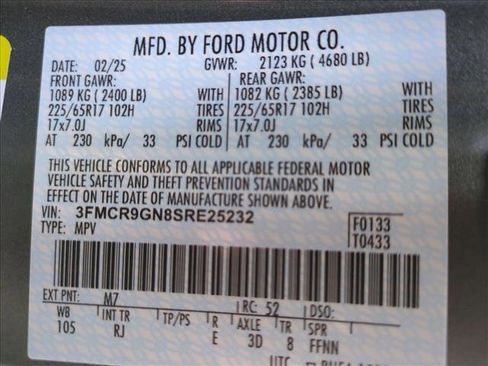 MFD. BY FORD MOTOR CO.
DATE: 02/25 GVWR: 2123 KG ( 4680 LB)
FRONT GAWR: REAR GAWR:
1089 KG ( 2400 LB) WITH 1082 KG ( 2385 LB) WITH
225/65R17 102H TIRES 225/65R17 102H TIRES
17x7.0J RIMS 17x7.0J RIMS
AT 230 kPa/ 33 PSI COLD AT 230 kPa/ 33 PSI COLD
THIS VEHICLE CONFORMS TO ALL APPLICABLE FEDERAL MOTOR
VEHICLE SAFETY AND THEFT PREVENTION STANDARDS IN
EFFECT ON THE DATE OF MANUFACTURE SHOWN ABOVE.
VIN: 3FMCR9GN8SRE25232 F0133
TYPE: MPV T0433
EXT PNT: M7 RC: 52 DSO:
WB INT TR TP/PS R AXLE TR SPR
105 RJ E 3D 8 FFNN
UTC